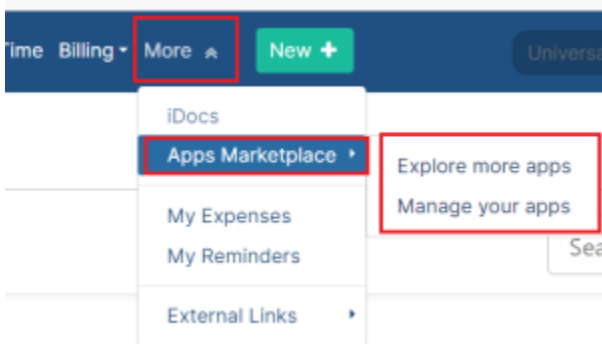 Time Billing More New +
Universa
iDocs
Apps Marketplace
Explore more apps
Manage your apps
My Expenses
My Reminders
Sea
External Links